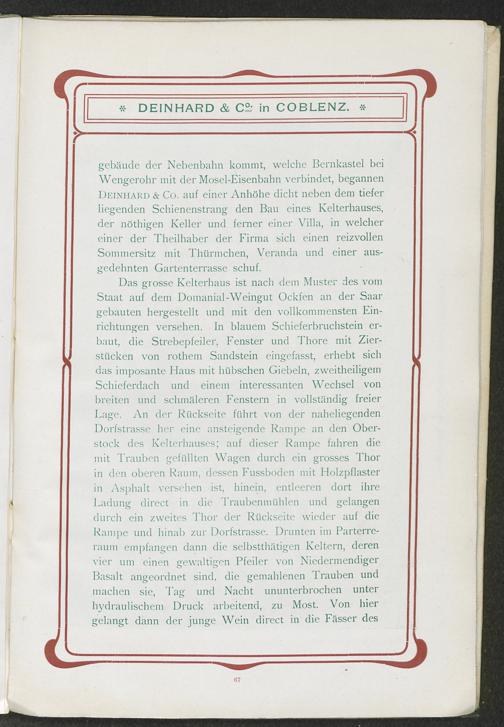 * DEINHARD & Co. in COBLENZ. *
gebäude der Nebenbahn kommt, welche Bernkastel bei
Wengerohr mit der Mosel-Eisenbahn verbindet, begannen
DEINHARD & Co. auf einer Anhöhe dicht neben dem tiefer
liegenden Schienenstrang den Bau eines Kelterhauses,
der nöthigen Keller und ferner einer Villa, in welcher
einer der Theilhaber der Firma sich einen reizvollen
Sommersitz mit Thürmchen, Veranda und einer aus-
gedehnten Gartenterrasse schuf.
Das grosse Kelterhaus ist nach dem Muster des vom
Staat auf dem Domanial-Weingut Ockfen an der Saar
gebauten hergestellt und mit den vollkommensten Ein-
richtungen versehen. In blauem Schieferbruchstein er-
baut, die Strebepfeiler, Fenster und Thore mit Zier-
stücken von rothem Sandstein eingefasst, erhebt sich
das imposante Haus mit hübschen Giebeln, zweitheiligem
Schieferdach und einem interessanten Wechsel von
breiten und schmäleren Fenstern in vollständig freier
Lage. An der Rückseite führt von der naheliegenden
Dorfstrasse her eine ansteigende Rampe an den Ober-
stock des Kelterhauses; auf dieser Rampe fahren die
mit Trauben gefüllten Wagen durch ein grosses Thor
in den oberen Raum, dessen Fussboden mit Holzpflaster
in Asphalt versehen ist, hinein, entleeren dort ihre
Ladung direct in die Traubenmühlen und gelangen
durch ein zweites Thor der Rückseite wieder auf die
Rampe und hinab zur Dorfstrasse. Drunten im Parterre-
raum empfangen dann die selbstthätigen Keltern, deren
vier um einen gewaltigen Pfeiler von Niedermendiger
Basalt angeordnet sind, die gemahlenen Trauben und
machen sie, Tag und Nacht ununterbrochen unter
hydraulischem Druck arbeitend, zu Most. Von hier
gelangt dann der junge Wein direct in die Fässer des
67